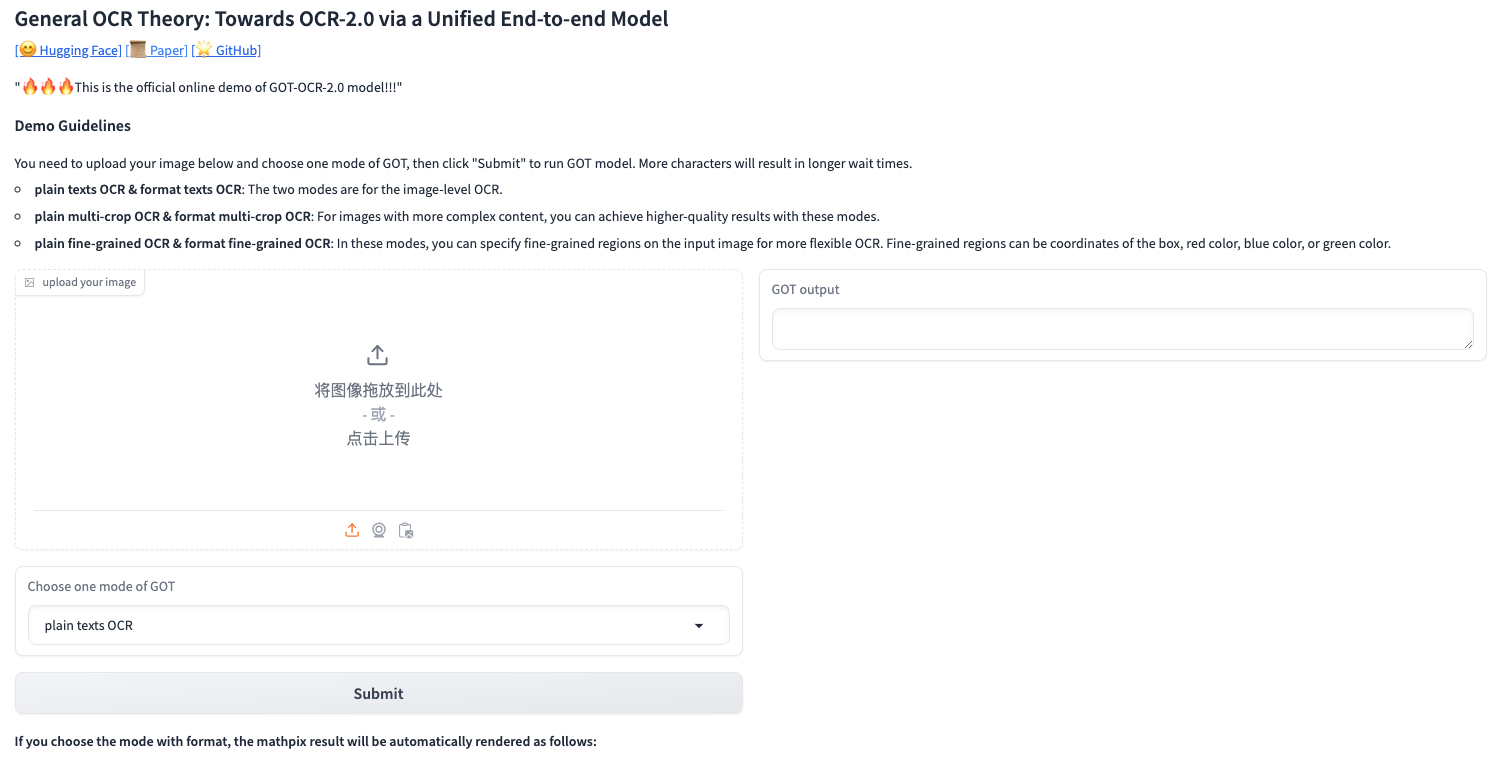 General OCR Theory: Towards OCR-2.0 via a Unified End-to-end Model
[😊 Hugging Face] [📜 Paper] [🌟 GitHub]
"🔥🔥🔥This is the official online demo of GOT-OCR-2.0 model!!!"
Demo Guidelines
You need to upload your image below and choose one mode of GOT, then click "Submit" to run GOT model. More characters will result in longer wait times.
plain texts OCR & format texts OCR: The two modes are for the image-level OCR.
plain multi-crop OCR & format multi-crop OCR: For images with more complex content, you can achieve higher-quality results with these modes.
plain fine-grained OCR & format fine-grained OCR: In these modes, you can specify fine-grained regions on the input image for more flexible OCR. Fine-grained regions can be coordinates of the box, red color, blue color, or green color.
upload your image
将图像拖放到此处
- 或 -
点击上传
Choose one mode of GOT
plain texts OCR
Submit
If you choose the mode with format, the mathpix result will be automatically rendered as follows:
GOT output